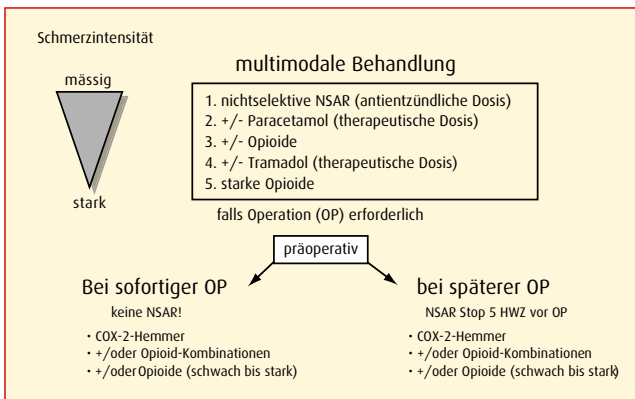 Schmerzintensität
mässig
stark
multimodale Behandlung
1. nichtselektive NSAR (antientzündliche Dosis)
2. +/- Paracetamol (therapeutische Dosis)
3. +/- Opioide
4. +/- Tramadol (therapeutische Dosis)
5. starke Opioide
falls Operation (OP) erforderlich
präoperativ
Bei sofortiger OP
keine NSAR!
· COX-2-Hemmer
· +/oder Opioid-Kombinationen
· +/oder Opioide (schwach bis stark)
bei späterer OP
NSAR Stop 5 HWZ vor OP
· COX-2-Hemmer
· +/oder Opioid-Kombinationen
· +/oder Opioide (schwach bis stark)